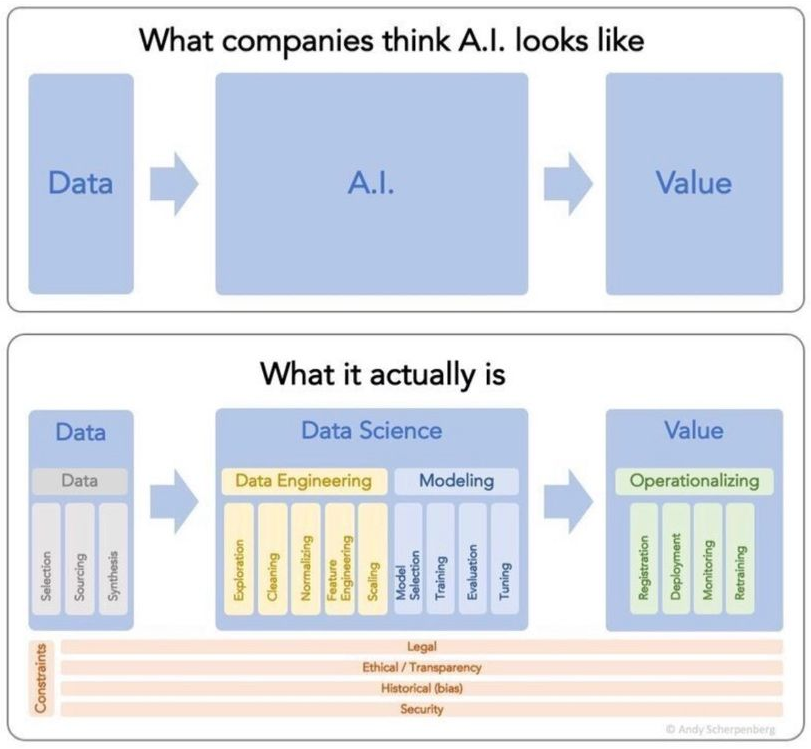 What companies think A.I. looks like
Data
A.I.
Value
What it actually is
Data
Data Science
Value
Data
Data Engineering
Modeling
Operationalizing
Selection
Sourcing
Synthesis
Exploration
Cleaning
Normalizing
Feature
Engineering
Scaling
Model
Selection
Training
Evaluation
Tuning
Registration
Deployment
Monitoring
Retraining
Constraints
Legal
Ethical / Transparency
Historical (bias)
Security
© Andy Scherpenberg